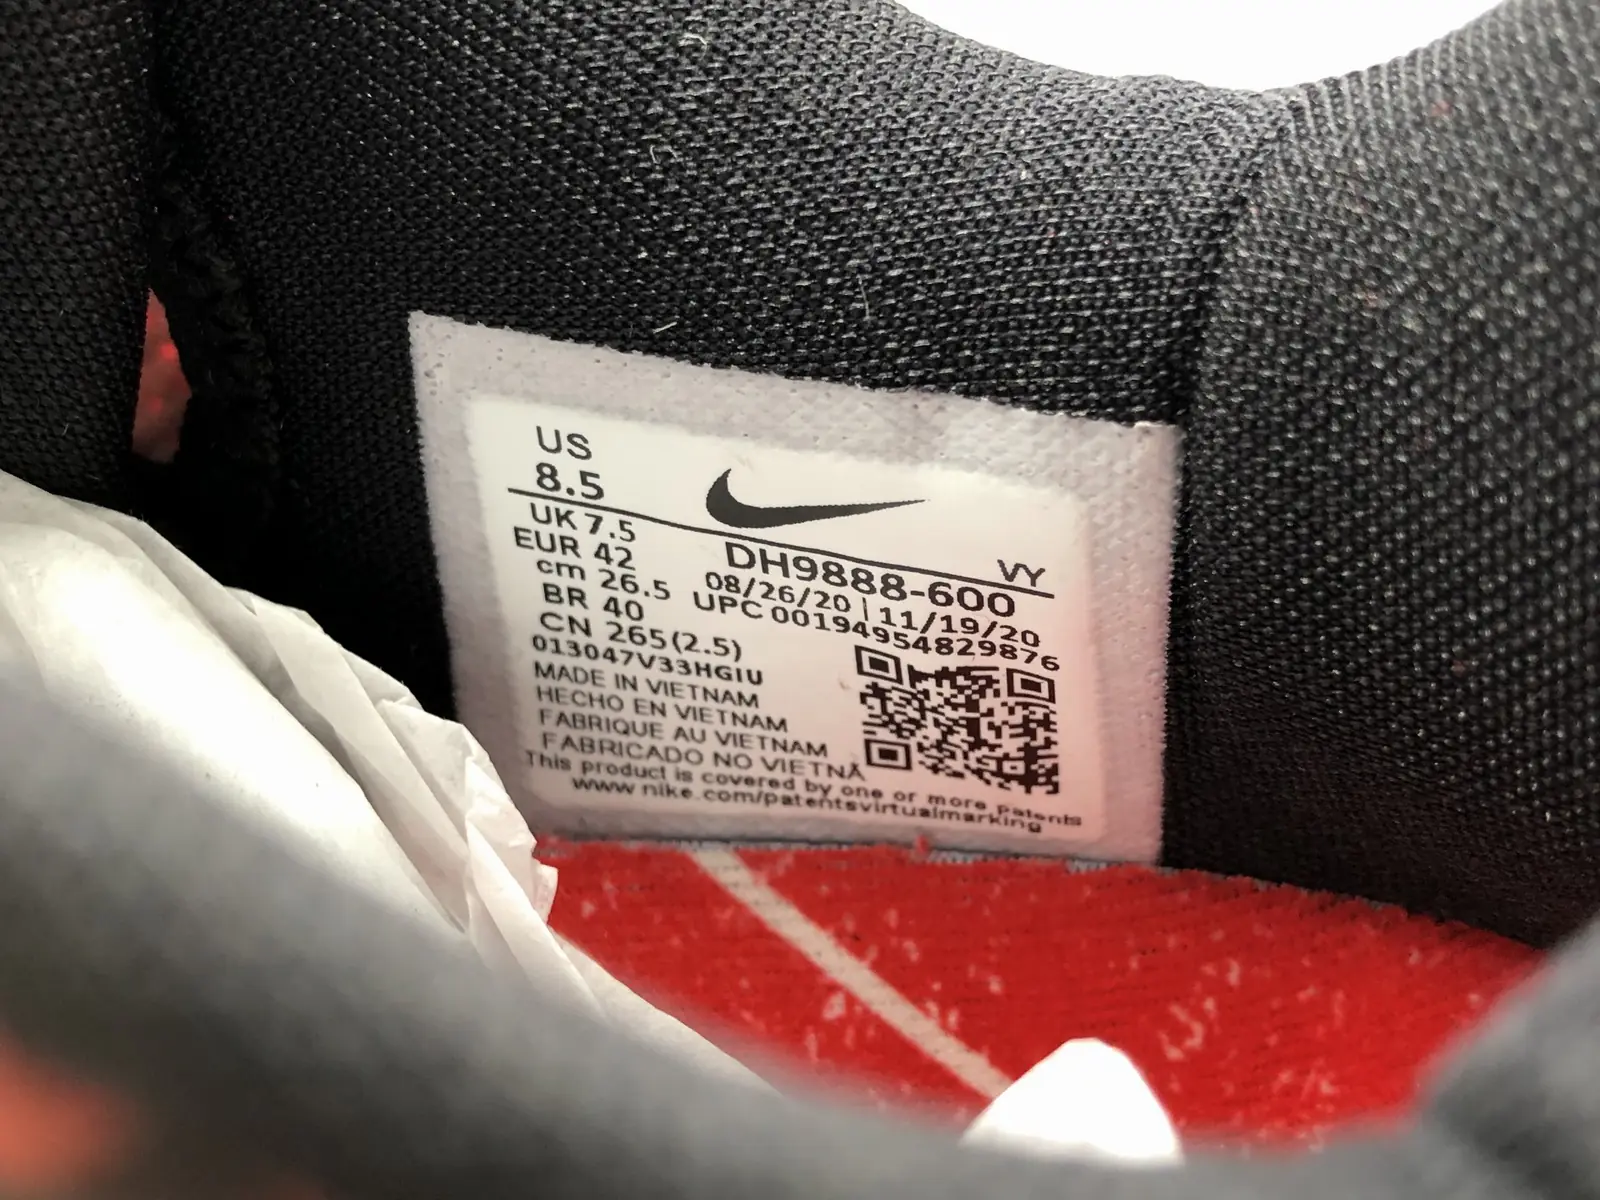 US
8.5
VY
UK 7.5
EUR 42
cm 26.5
BR 40
CN 265(2.5)
DH9888-600
08/26/20 | 11/19/20
UPC 00194954829876
013047V33HGIU
MADE IN VIETNAM
HECHO EN VIETNAM
FABRIQUE AU VIETNAM
FABRICADO NO VIETNÃ
This product is covered by one or more patents
www.nike.com/patentsvirtualmarking